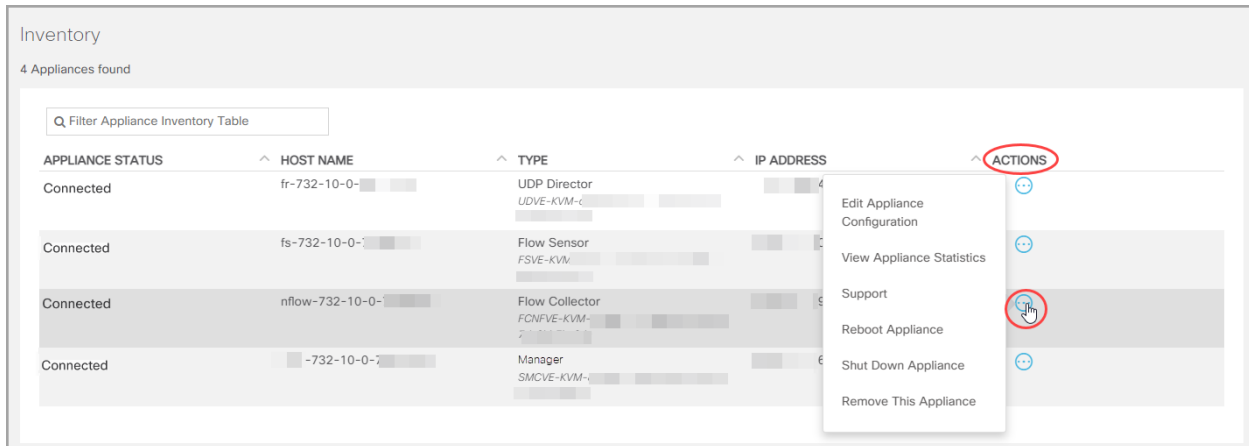 Inventory
4 Appliances found
Filter Appliance Inventory Table
APPLIANCE STATUS HOST NAME TYPE IP ADDRESS ACTIONS
Connected fr-732-10-0- UDP Director
UDVE-KVM-
Connected fs-732-10-0- Flow Sensor
FSVE-KVM
Connected nflow-732-10-0- Flow Collector
FCNFVE-KVM-
Connected -732-10-0- Manager
SMCVE-KVM-
Edit Appliance
Configuration
View Appliance Statistics
Support
Reboot Appliance
Shut Down Appliance
Remove This Appliance